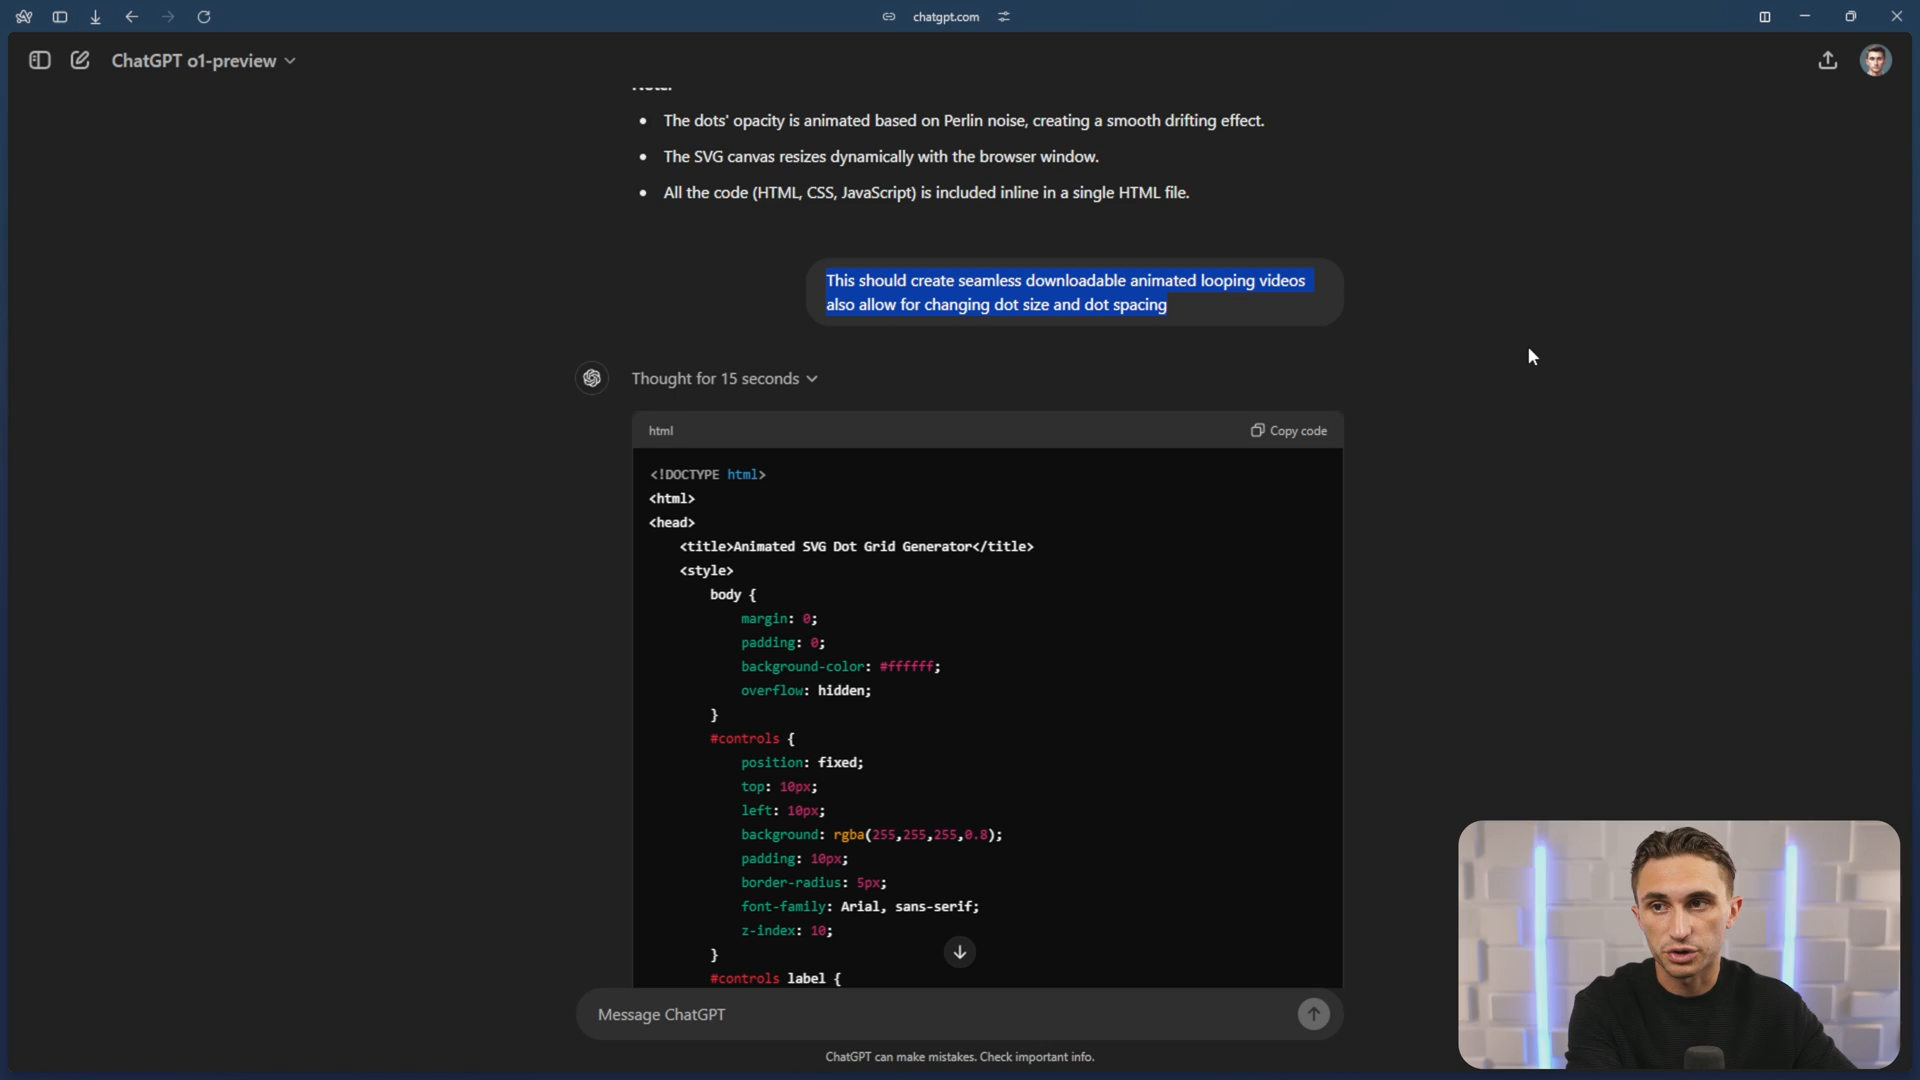 chatgpt.com
ChatGPT o1-preview
Note:
The dots' opacity is animated based on Perlin noise, creating a smooth drifting effect.
The SVG canvas resizes dynamically with the browser window.
All the code (HTML, CSS, JavaScript) is included inline in a single HTML file.
This should create seamless downloadable animated looping videos
also allow for changing dot size and dot spacing
Thought for 15 seconds
html
Copy code
<!DOCTYPE html>
<html>
<head>
<title>Animated SVG Dot Grid Generator</title>
<style>
body {
margin: 0;
padding: 0;
background-color: #ffffff;
overflow: hidden;
}
#controls {
position: fixed;
top: 10px;
left: 10px;
background: rgba(255,255,255,0.8);
padding: 10px;
border-radius: 5px;
font-family: Arial, sans-serif;
z-index: 10;
}
#controls label {
Message ChatGPT
ChatGPT can make mistakes. Check important info.